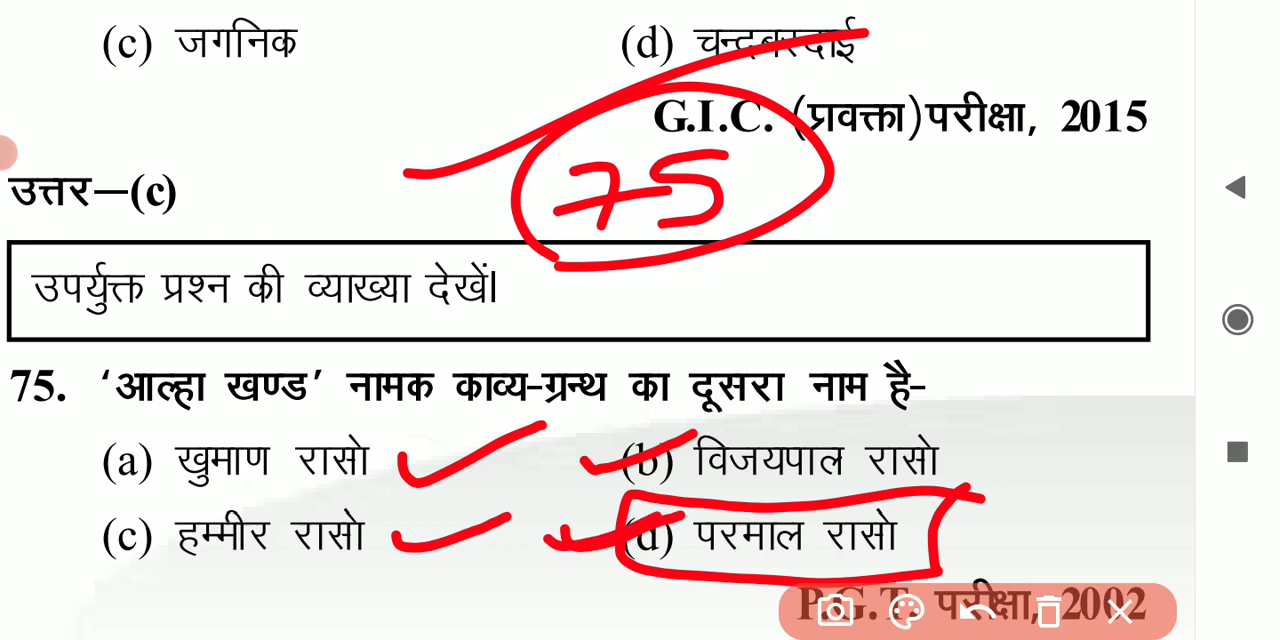 (c) जगनिक (d) चन्दबरदाई
G.I.C. (प्रवक्ता) परीक्षा, 2015
75
उत्तर—(c)
उपर्युक्त प्रश्न की व्याख्या देखें।
75. ‘आल्हा खण्ड’ नामक काव्य-ग्रन्थ का दूसरा नाम है-
(a) खुमाण रासो (b) विजयपाल रासो
(c) हम्मीर रासो (d) परमाल रासो
P.G.T. परीक्षा, 2002